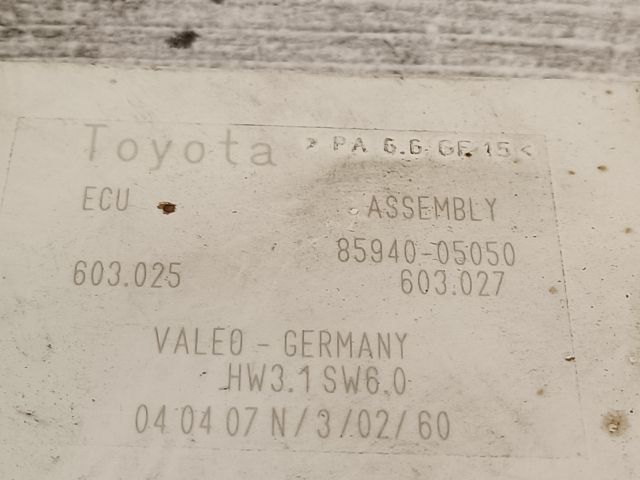 Toyota >PA 6.6 GF 15<
ECU ASSEMBLY
85940-05050
603.025 603.027
VALEO - GERMANY
HW3.1 SW6.0
04 04 07 N/3/02/60